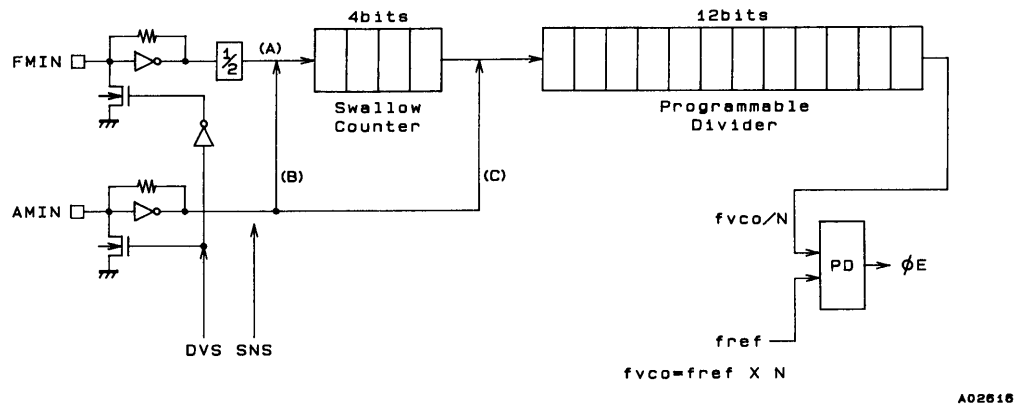 4bits
12bits
FMIN
1/2
(A)
Swallow
Counter
Programmable
Divider
(B)
(C)
AMIN
fvco/N
PD
φE
DVS SNS
fref
fvco=fref X N
A02616